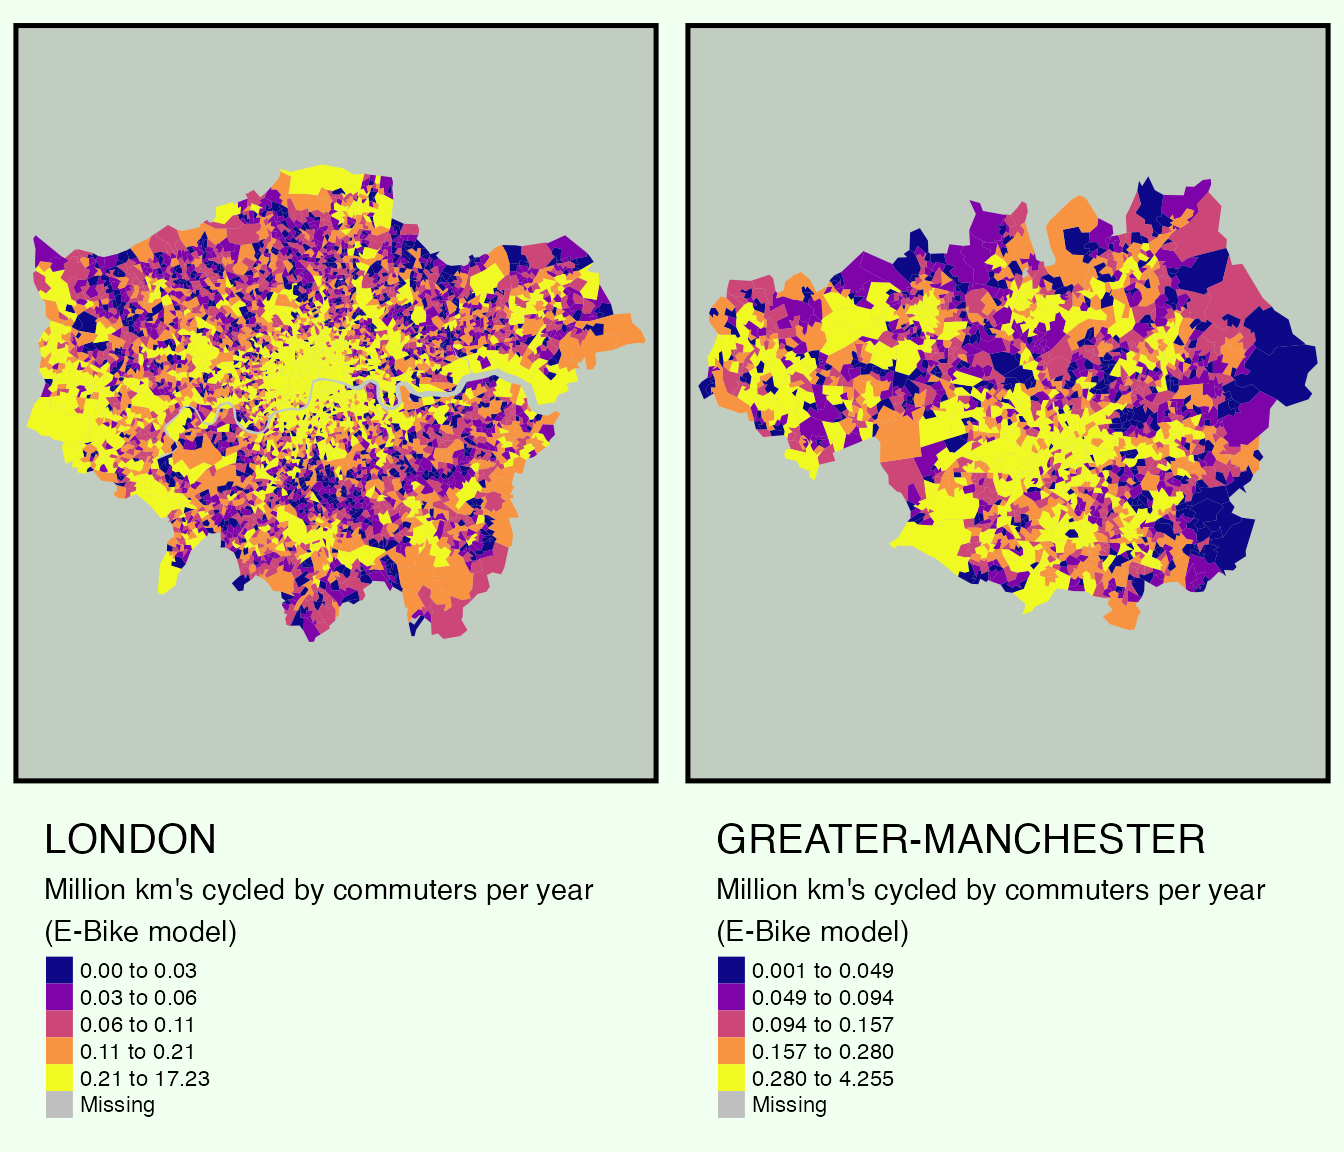 LONDON
Million km's cycled by commuters per year
(E-Bike model)
0.00 to 0.03
0.03 to 0.06
0.06 to 0.11
0.11 to 0.21
0.21 to 17.23
Missing
GREATER-MANCHESTER
Million km's cycled by commuters per year
(E-Bike model)
0.001 to 0.049
0.049 to 0.094
0.094 to 0.157
0.157 to 0.280
0.280 to 4.255
Missing